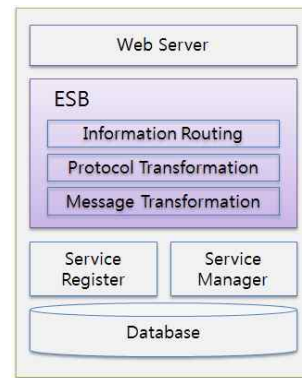 Web Server
ESB
Information Routing
Protocol Transformation
Message Transformation
Service
Register
Service
Manager
Database